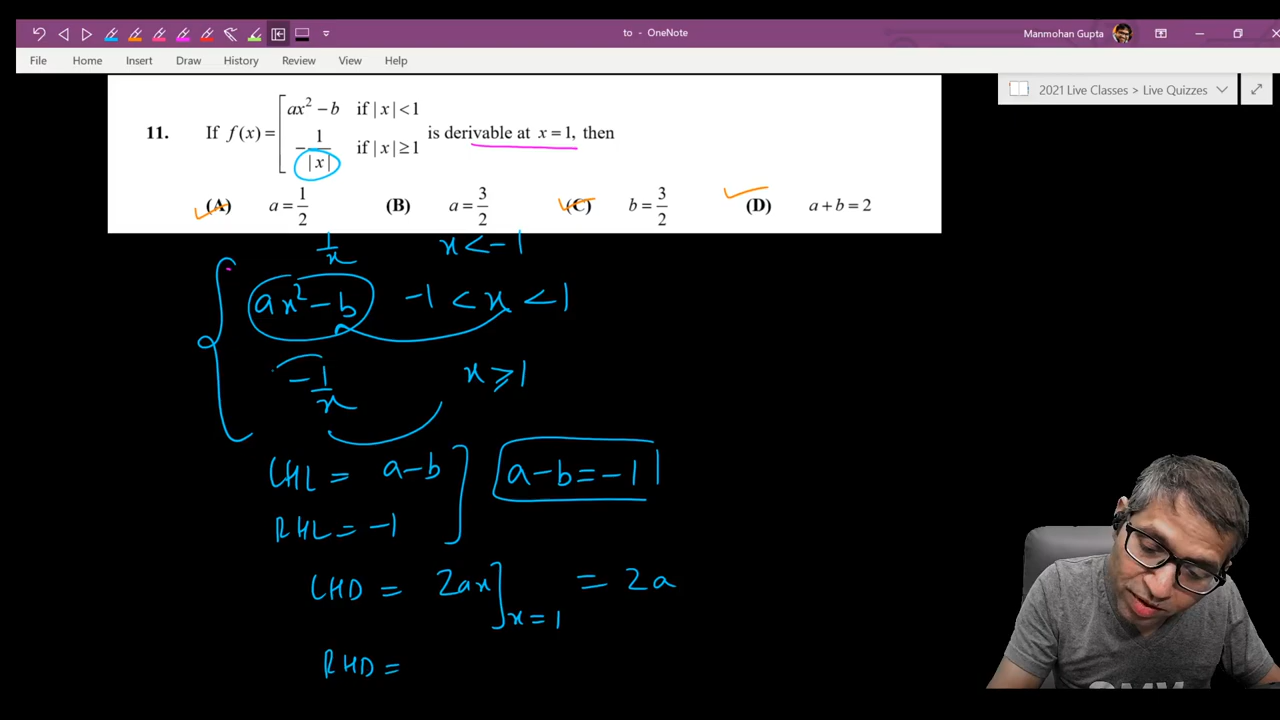 to - OneNote
Manmohan Gupta
File Home Insert Draw History Review View Help
2021 Live Classes > Live Quizzes
11. If f(x) = [ ax² – b if | x | < 1
– 1/| x | if | x | ≥ 1
is derivable at x = 1, then
(A) a = 1/2 (B) a = 3/2 (C) b = 3/2 (D) a + b = 2
1/x x < -1
ax² - b -1 < x < 1
-1/x x ≥ 1
LHL = a-b ] a-b = -1
RHL = -1
LHD = 2ax]x=1 = 2a
RHD =